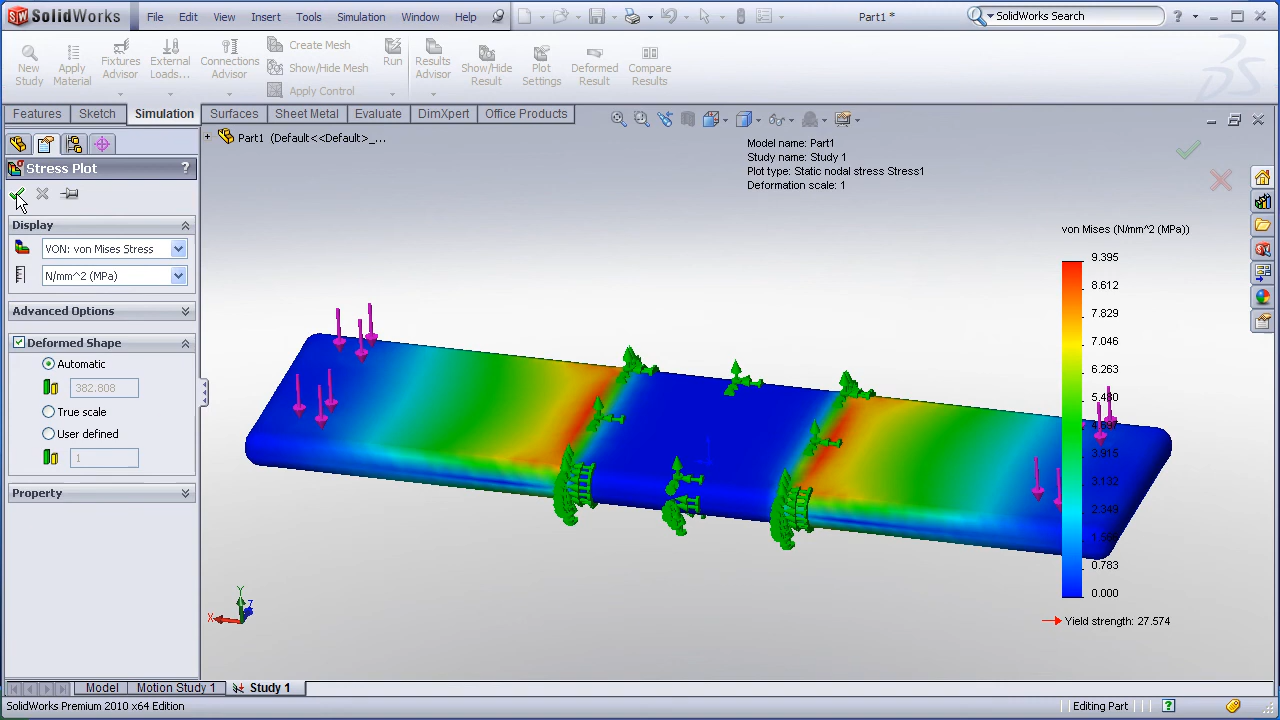 SolidWorks File Edit View Insert Tools Simulation Window Help Part1 * SolidWorks Search ?
New Study
Apply Material
Fixtures Advisor
External Loads...
Connections Advisor
Create Mesh
Show/Hide Mesh
Apply Control
Run
Results Advisor
Show/Hide Result
Plot Settings
Deformed Result
Compare Results
Features Sketch Simulation Surfaces Sheet Metal Evaluate DimXpert Office Products
Part1 (Default<<Default>_...
Stress Plot ?
Display
VON: von Mises Stress
N/mm^2 (MPa)
Advanced Options
Deformed Shape
Automatic
382.808
True scale
User defined
1
Property
Model name: Part1
Study name: Study 1
Plot type: Static nodal stress Stress1
Deformation scale: 1
von Mises (N/mm^2 (MPa))
9.395
8.612
7.829
7.046
6.263
5.480
4.697
3.915
3.132
2.349
0.783
0.000
Yield strength: 27.574
Y
X
Z
Model Motion Study 1 Study 1
SolidWorks Premium 2010 x64 Edition Editing Part ?